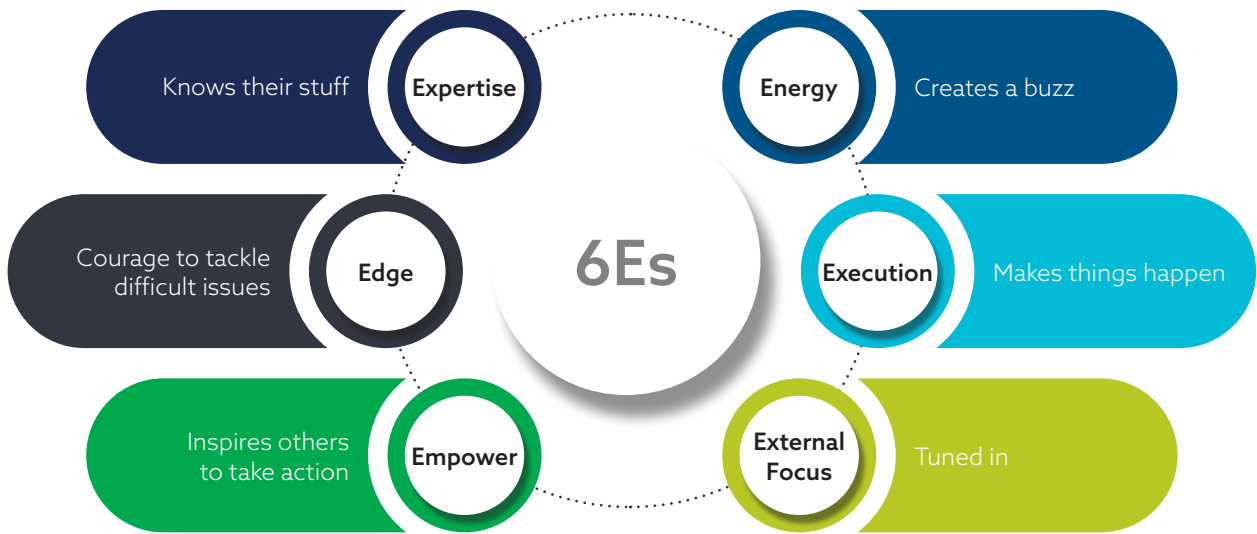 Knows their stuff
Expertise
Energy
Creates a buzz
Courage to tackle
difficult issues
Edge
6Es
Execution
Makes things happen
Inspires others
to take action
Empower
External
Focus
Tuned in